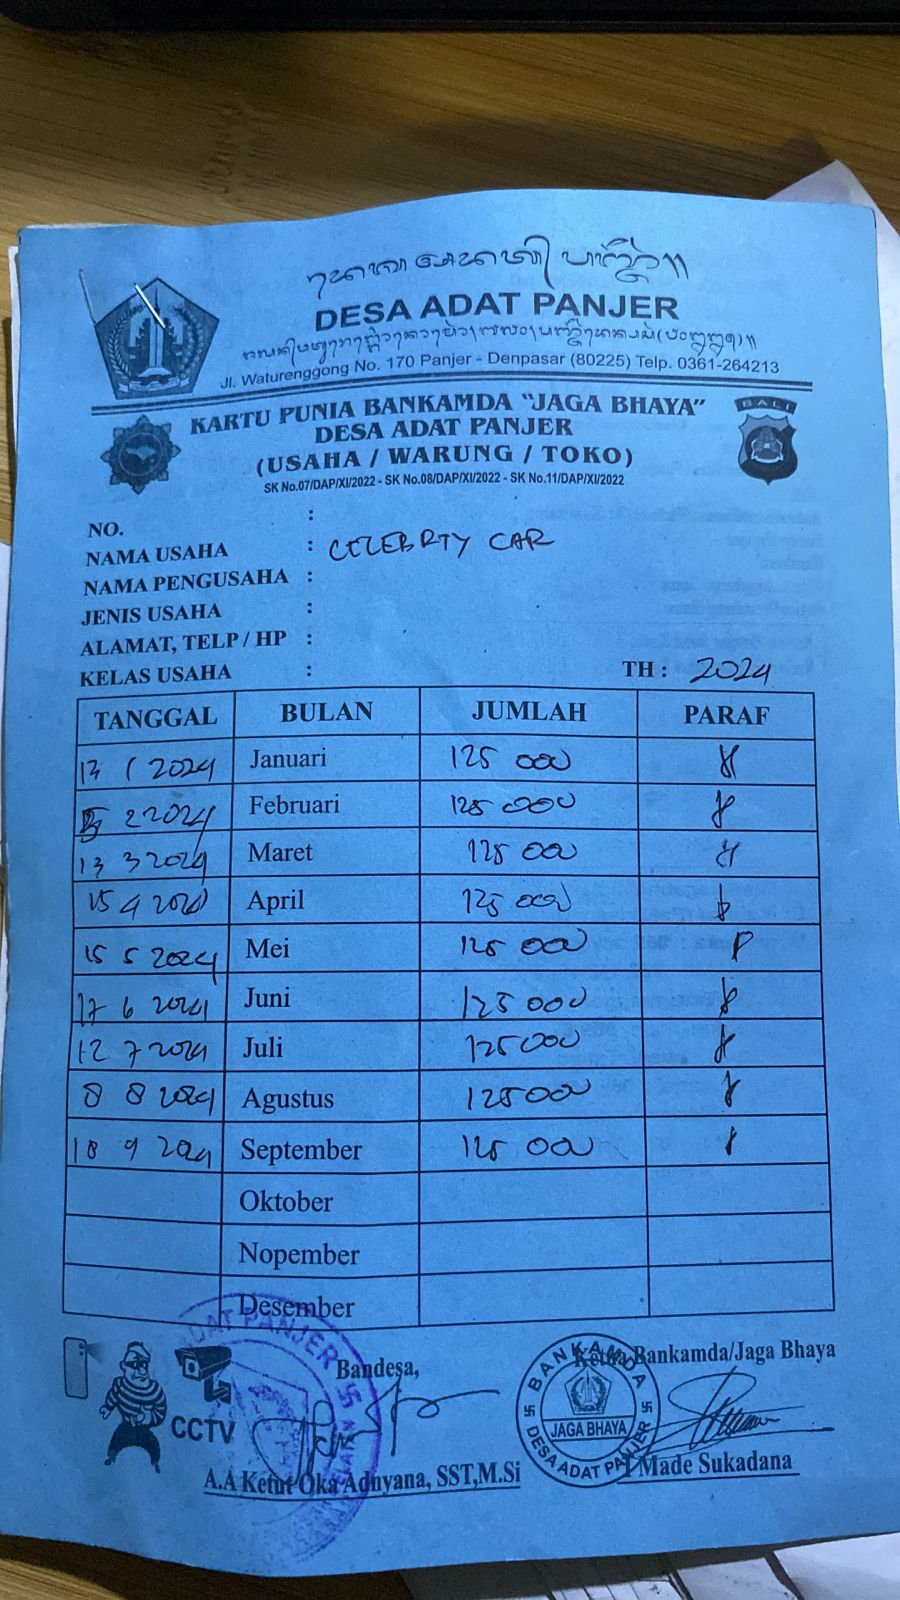 DESA ADAT PANJER
Jl. Waturenggong No. 170 Panjer - Denpasar (80225) Telp. 0361-264213
KARTU PUNIA BANKAMDA "JAGA BHAYA"
DESA ADAT PANJER
(USAHA / WARUNG / TOKO)
SK No.07/DAP/XI/2022 - SK No.08/DAP/XI/2022 - SK No.11/DAP/XI/2022
BALI
NO. :
NAMA USAHA : CELEBRTY CAR
NAMA PENGUSAHA :
JENIS USAHA :
ALAMAT, TELP / HP :
KELAS USAHA :
TH : 2024
TANGGAL BULAN JUMLAH PARAF
13 1 2024 Januari 125 000
2 2024 Februari 125 000
13 3 2024 Maret 125 000
15 4 2024 April 125 000
15 5 2024 Mei 125 000
17 6 2024 Juni 125 000
12 7 2024 Juli 125 000
8 8 2024 Agustus 125 000
18 9 2024 September 125 000
Oktober
Nopember
Desember
CCTV
Bandesa,
A.A Ketut Oka Adnyana, SST,M.Si
Ketua Bankamda/Jaga Bhaya
BANKAMDA
JAGA BHAYA
DESA ADAT PANJER
I Made Sukadana